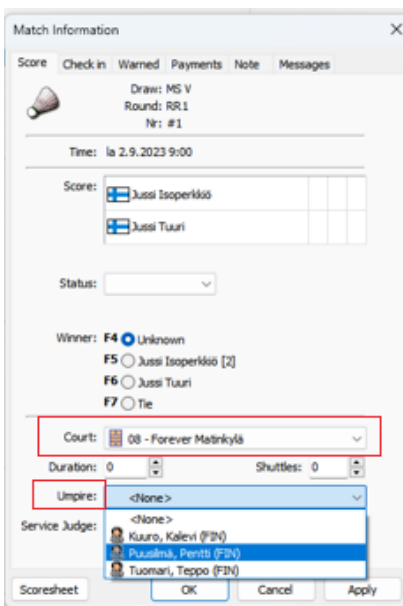 Match Information
Score Check in Warned Payments Note Messages
Draw: MS V
Round: RR1
Nr: #1
Time: la 2.9.2023 9:00
Score: Jussi Isoperkkiö
Jussi Tuuri
Status:
Winner: F4 Unknown
F5 Jussi Isoperkkiö [2]
F6 Jussi Tuuri
F7 Tie
Court: 08 - Forever Matinkylä
Duration: 0 Shuttles: 0
Umpire: <None>
<None>
Service Judge: Kuuro, Kalevi (FIN)
Puusilmä, Pentti (FIN)
Tuomari, Teppo (FIN)
Scoresheet OK Cancel Apply